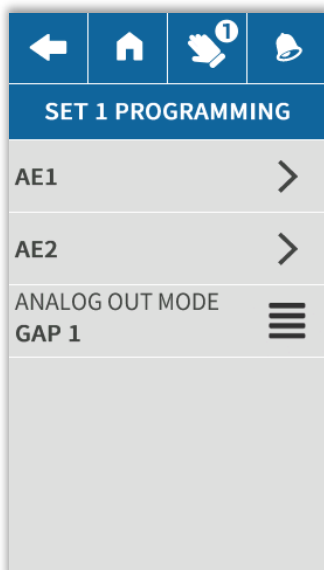 1
SET 1 PROGRAMMING
AE1
AE2
ANALOG OUT MODE
GAP 1